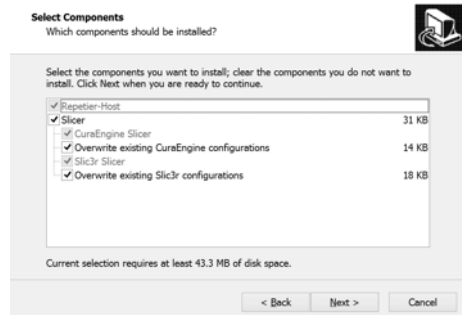 Select Components
Which components should be installed?
Select the components you want to install; clear the components you do not want to
install. Click Next when you are ready to continue.
Repetier-Host
Slicer 31 KB
CuraEngine Slicer
Overwrite existing CuraEngine configurations 14 KB
Slic3r Slicer
Overwrite existing Slic3r configurations 18 KB
Current selection requires at least 43.3 MB of disk space.
< Back Next > Cancel